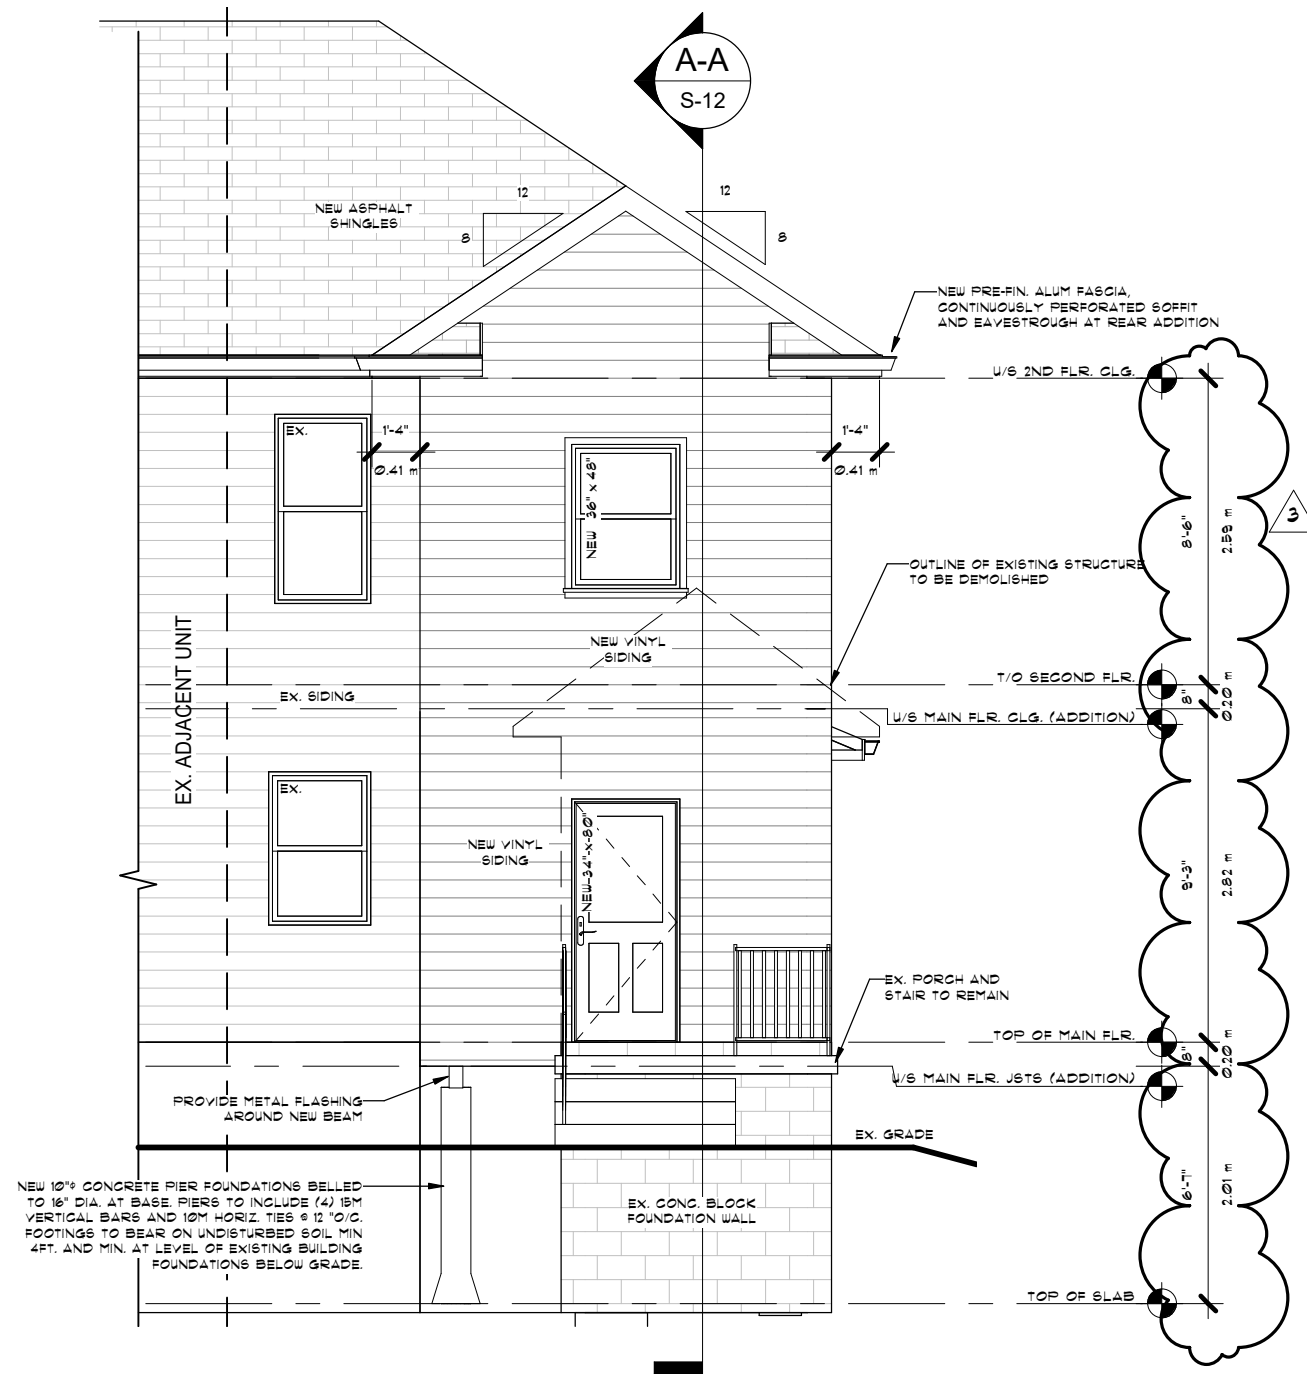 A-A
S-12
12
8
12
8
NEW ASPHALT
SHINGLES
NEW PRE-FIN. ALUM FASCIA,
CONTINUOUSLY PERFORATED SOFFIT
AND EAVESTROUGH AT REAR ADDITION
U/S 2ND FLR. CLG.
EX.
1'-4"
0.41 m
1'-4"
0.41 m
NEW 36" x 48"
8'-6"
2.59 m
3
OUTLINE OF EXISTING STRUCTURE
TO BE DEMOLISHED
EX. ADJACENT UNIT
NEW VINYL
SIDING
EX. SIDING
T/O SECOND FLR.
8"
0.20 m
U/S MAIN FLR. CLG. (ADDITION)
EX.
NEW VINYL
SIDING
NEW 34" x 80"
9'-3"
2.82 m
EX. PORCH AND
STAIR TO REMAIN
TOP OF MAIN FLR.
8"
0.20 m
U/S MAIN FLR. JSTS (ADDITION)
PROVIDE METAL FLASHING
AROUND NEW BEAM
EX. GRADE
NEW 10"φ CONCRETE PIER FOUNDATIONS BELLED
TO 16" DIA. AT BASE. PIERS TO INCLUDE (4) 15M
VERTICAL BARS AND 10M HORIZ. TIES @ 12 "O/C.
FOOTINGS TO BEAR ON UNDISTURBED SOIL MIN
4FT. AND MIN. AT LEVEL OF EXISTING BUILDING
FOUNDATIONS BELOW GRADE.
EX. CONC. BLOCK
FOUNDATION WALL
6'-7"
2.01 m
TOP OF SLAB